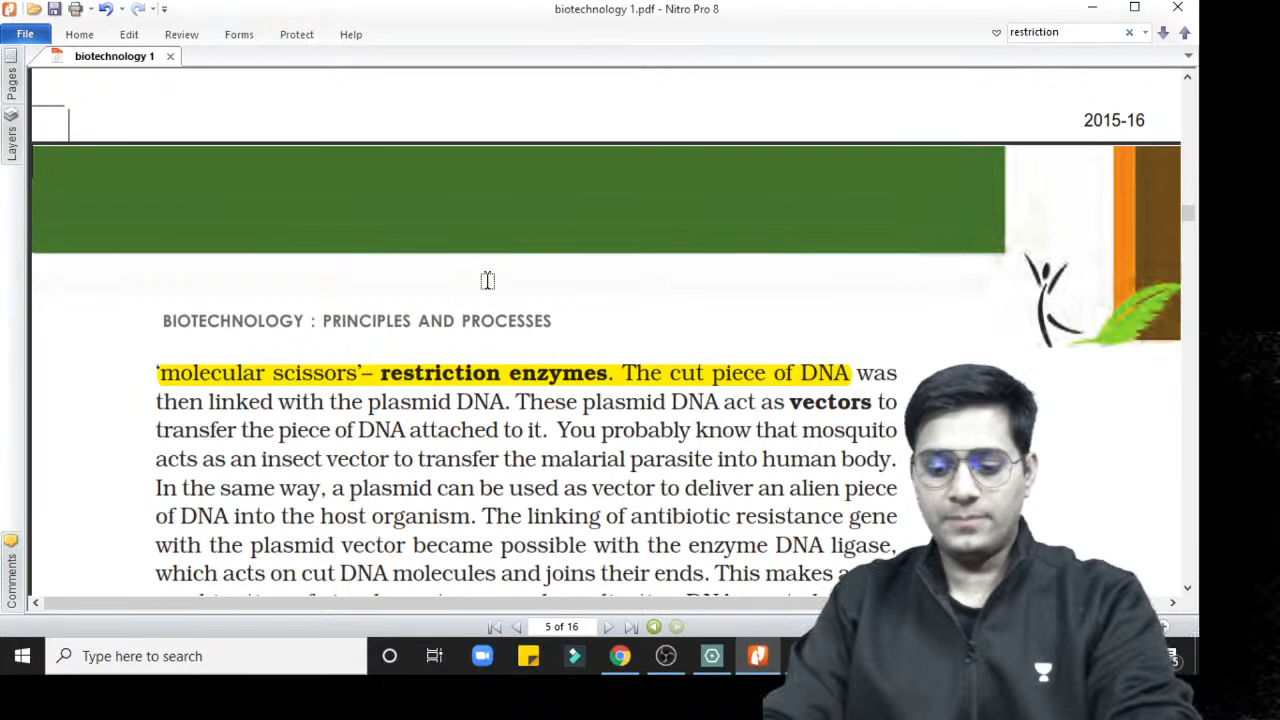 biotechnology 1.pdf - Nitro Pro 8
File Home Edit Review Forms Protect Help
restriction
biotechnology 1
Pages
Layers
2015-16
BIOTECHNOLOGY : PRINCIPLES AND PROCESSES
'molecular scissors'– restriction enzymes. The cut piece of DNA was
then linked with the plasmid DNA. These plasmid DNA act as vectors to
transfer the piece of DNA attached to it. You probably know that mosquito
acts as an insect vector to transfer the malarial parasite into human body.
In the same way, a plasmid can be used as vector to deliver an alien piece
of DNA into the host organism. The linking of antibiotic resistance gene
with the plasmid vector became possible with the enzyme DNA ligase,
which acts on cut DNA molecules and joins their ends. This makes a
Comments
5 of 16
Type here to search